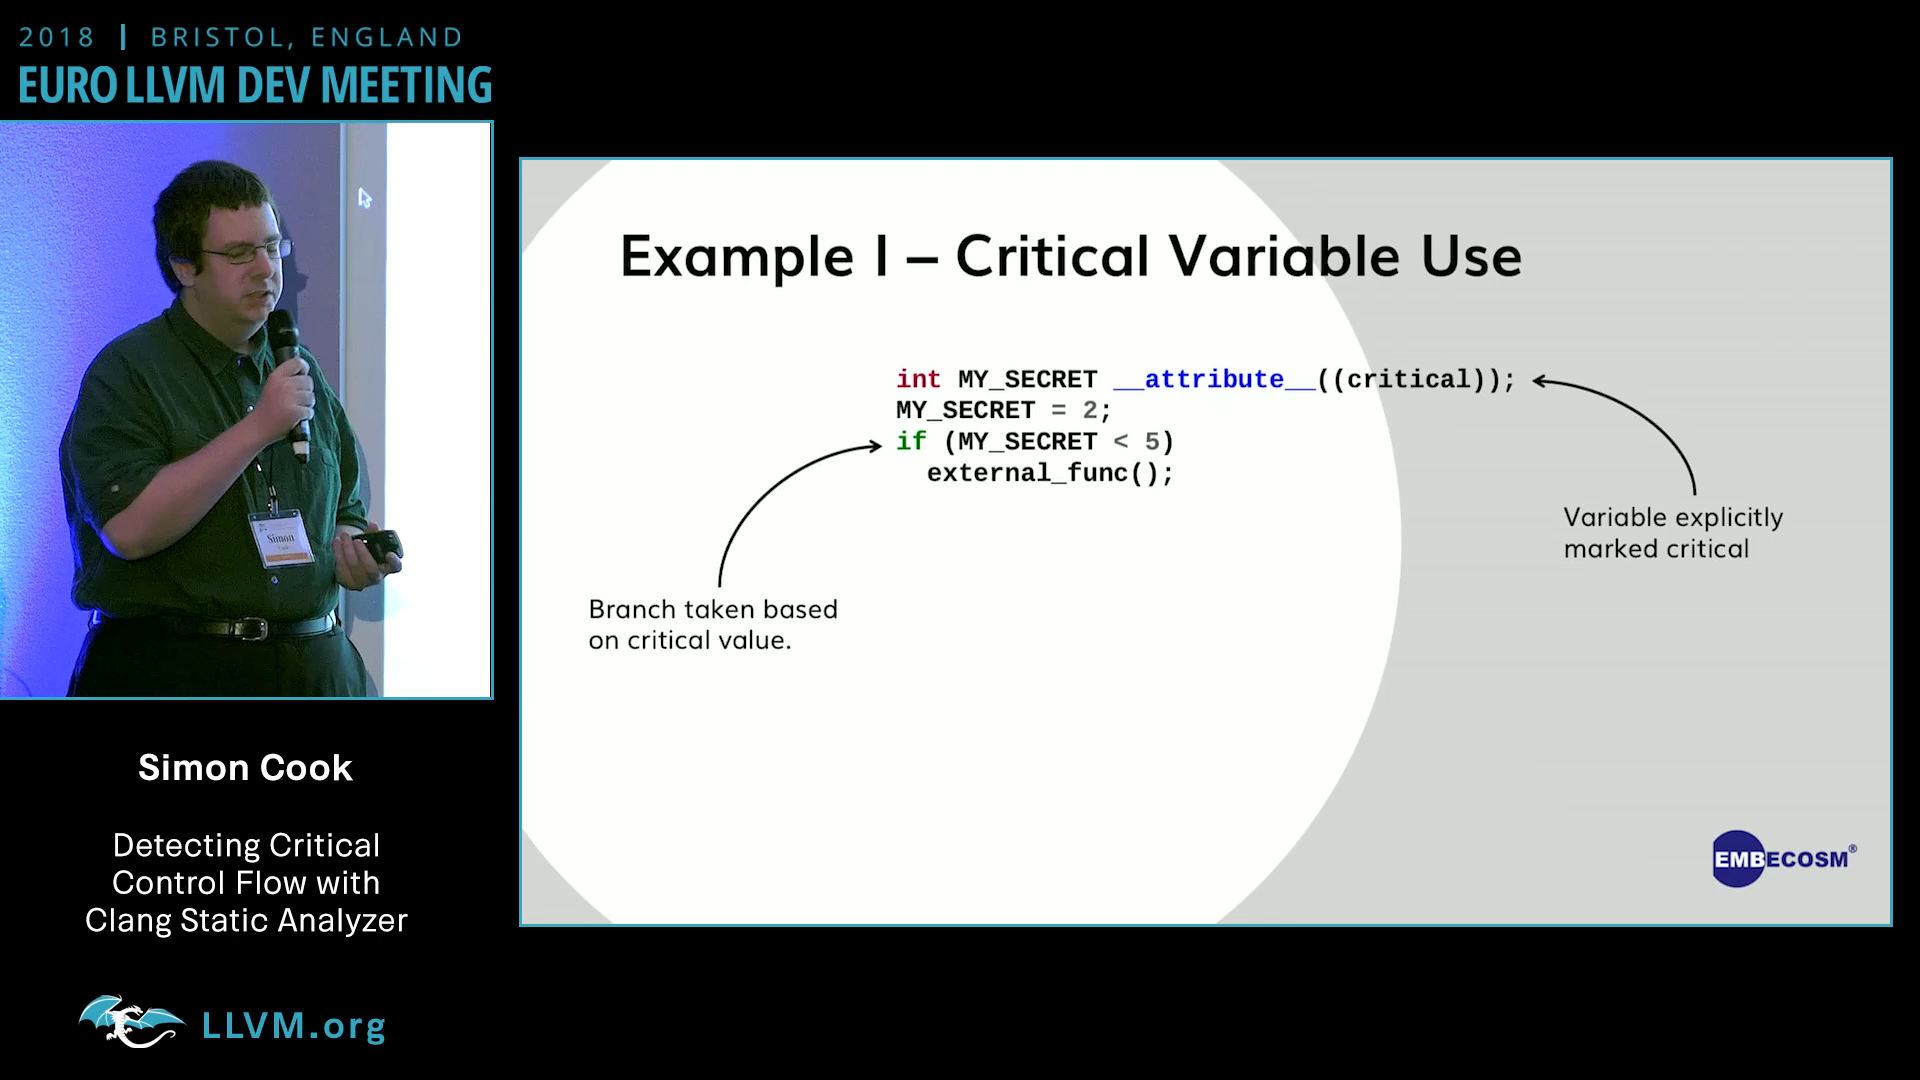 2018 | BRISTOL, ENGLAND
EURO LLVM DEV MEETING
Simon
Simon Cook
Detecting Critical
Control Flow with
Clang Static Analyzer
LLVM.org
Example I – Critical Variable Use
int MY_SECRET __attribute__((critical));
MY_SECRET = 2;
if (MY_SECRET < 5)
external_func();
Variable explicitly
marked critical
Branch taken based
on critical value.
EMBECOSM®